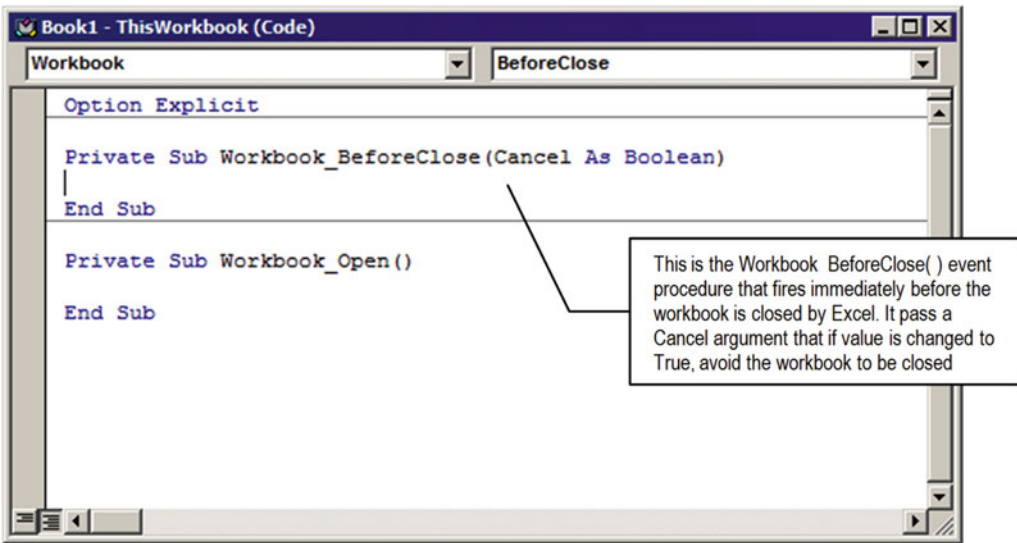 Book1 - ThisWorkbook (Code)
Workbook
BeforeClose
Option Explicit
Private Sub Workbook_BeforeClose(Cancel As Boolean)
End Sub
Private Sub Workbook_Open()
End Sub
This is the Workbook BeforeClose( ) event
procedure that fires immediately before the
workbook is closed by Excel. It pass a
Cancel argument that if value is changed to
True, avoid the workbook to be closed